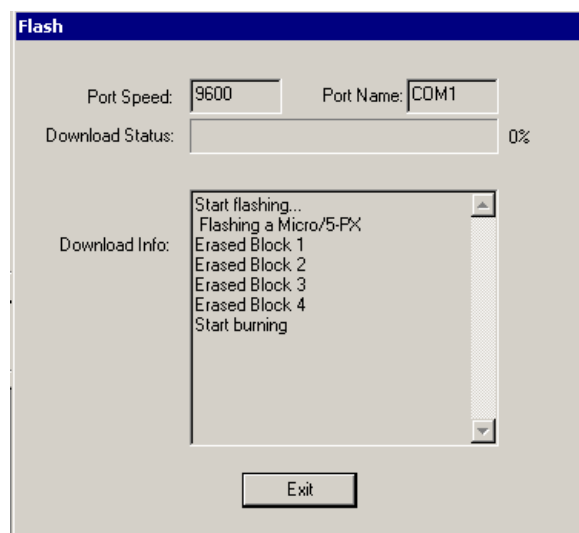 Flash
Port Speed: 9600 Port Name: COM1
Download Status: 0%
Download Info:
Start flashing...
Flashing a Micro/5-PX
Erased Block 1
Erased Block 2
Erased Block 3
Erased Block 4
Start burning
Exit